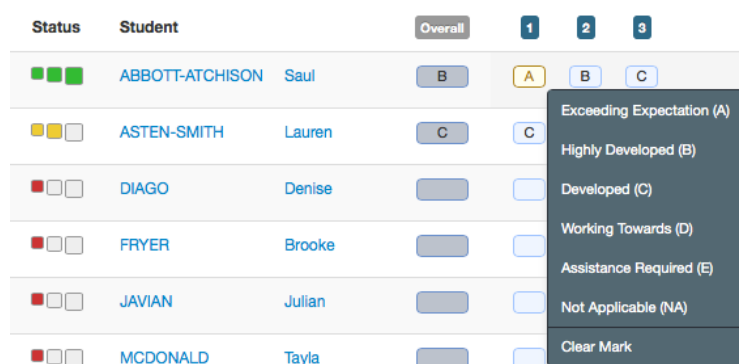 Status Student Overall 1 2 3
ABBOTT-ATCHISON Saul B A B C
Exceeding Expectation (A)
ASTEN-SMITH Lauren C C
Highly Developed (B)
DIAGO Denise
Developed (C)
Working Towards (D)
FRYER Brooke
Assistance Required (E)
JAVIAN Julian
Not Applicable (NA)
Clear Mark
MCDONALD Tayla